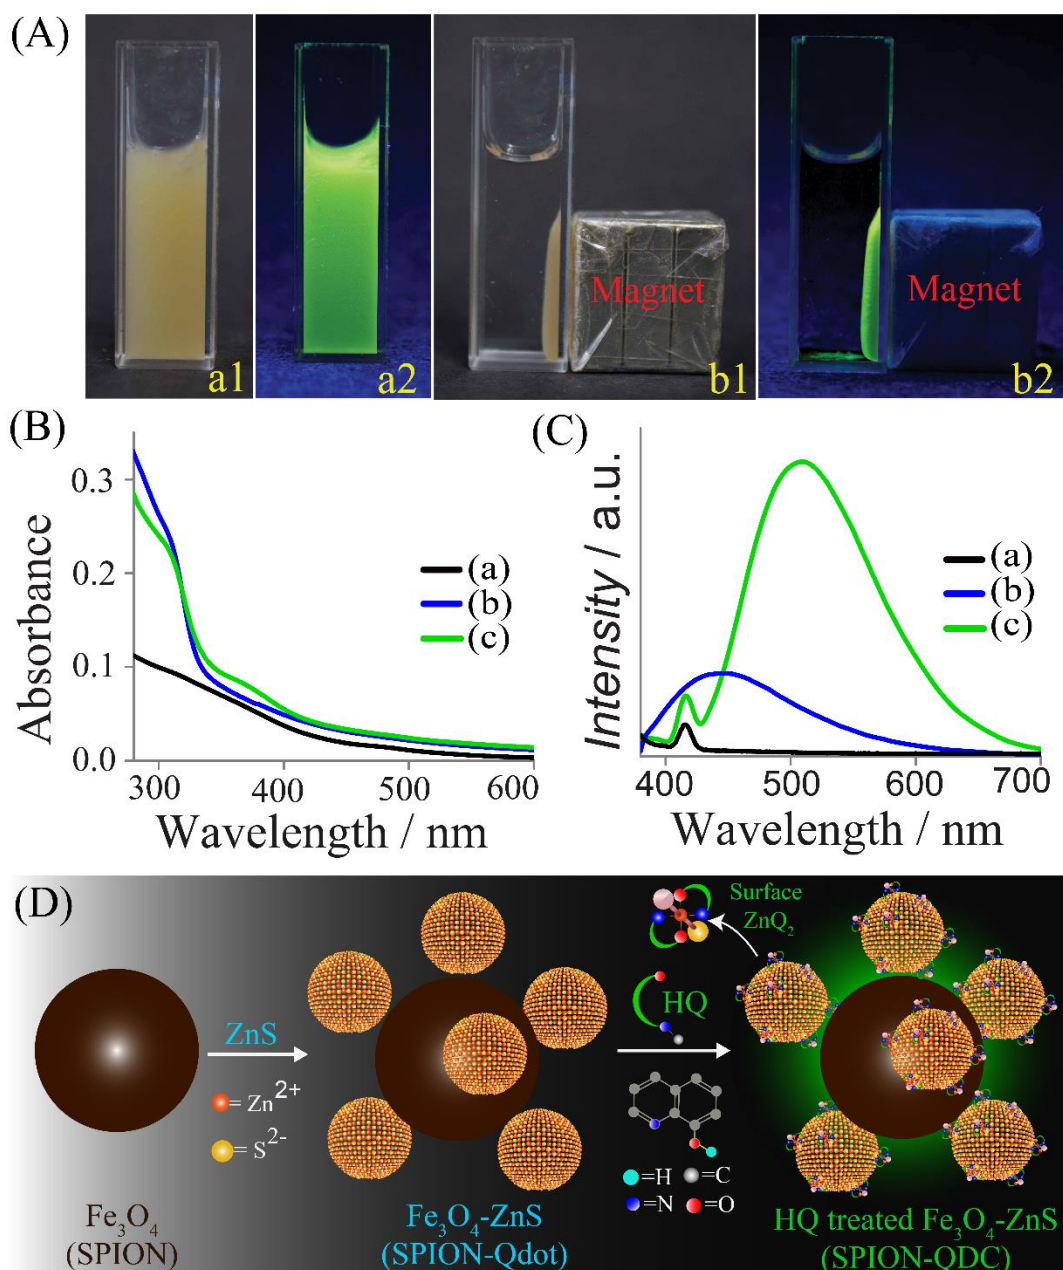 (A)
a1
a2
Magnet
b1
Magnet
b2
(B)
0.3
0.2
0.1
0.0
Absorbance
(a)
(b)
(c)
300 400 500 600
Wavelength / nm
(C)
Intensity / a.u.
(a)
(b)
(c)
400 500 600 700
Wavelength / nm
(D)
ZnS
= Zn²⁺
= S²⁻
HQ
Surface
ZnQ₂
=H =C
=N =O
Fe₃O₄
(SPION)
Fe₃O₄-ZnS
(SPION-Qdot)
HQ treated Fe₃O₄-ZnS
(SPION-QDC)